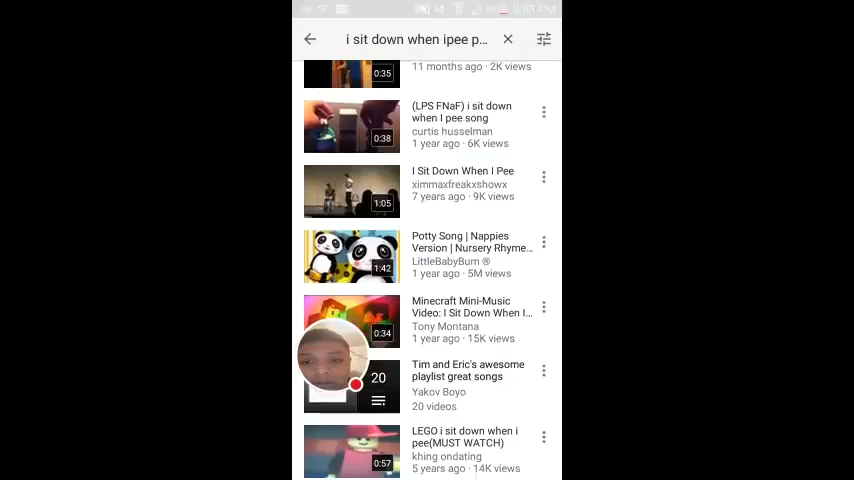 2:53 PM
i sit down when ipee p...
11 months ago · 2K views
0:35
(LPS FNaF) i sit down
when I pee song
curtis husselman
1 year ago · 6K views
0:38
I Sit Down When I Pee
ximmaxfreakxshowx
7 years ago · 9K views
1:05
Potty Song | Nappies
Version | Nursery Rhyme...
LittleBabyBum ®
1 year ago · 5M views
1:42
Minecraft Mini-Music
Video: I Sit Down When I...
Tony Montana
1 year ago · 15K views
0:34
Tim and Eric's awesome
playlist great songs
Yakov Boyo
20 videos
20
LEGO i sit down when i
pee(MUST WATCH)
khing ondating
5 years ago · 14K views
0:57